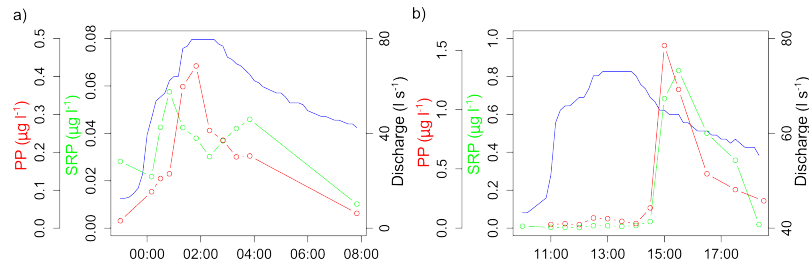 a)
PP (µg l⁻¹)
0.0 0.1 0.2 0.3 0.4 0.5
SRP (µg l⁻¹)
0.00 0.02 0.04 0.06 0.08
00:00 02:00 04:00 06:00 08:00
0 40 80
Discharge (l s⁻¹)
b)
PP (µg l⁻¹)
0.0 0.5 1.0 1.5
SRP (µg l⁻¹)
0.0 0.2 0.4 0.6 0.8 1.0
11:00 13:00 15:00 17:00
40 60 80
Discharge (l s⁻¹)